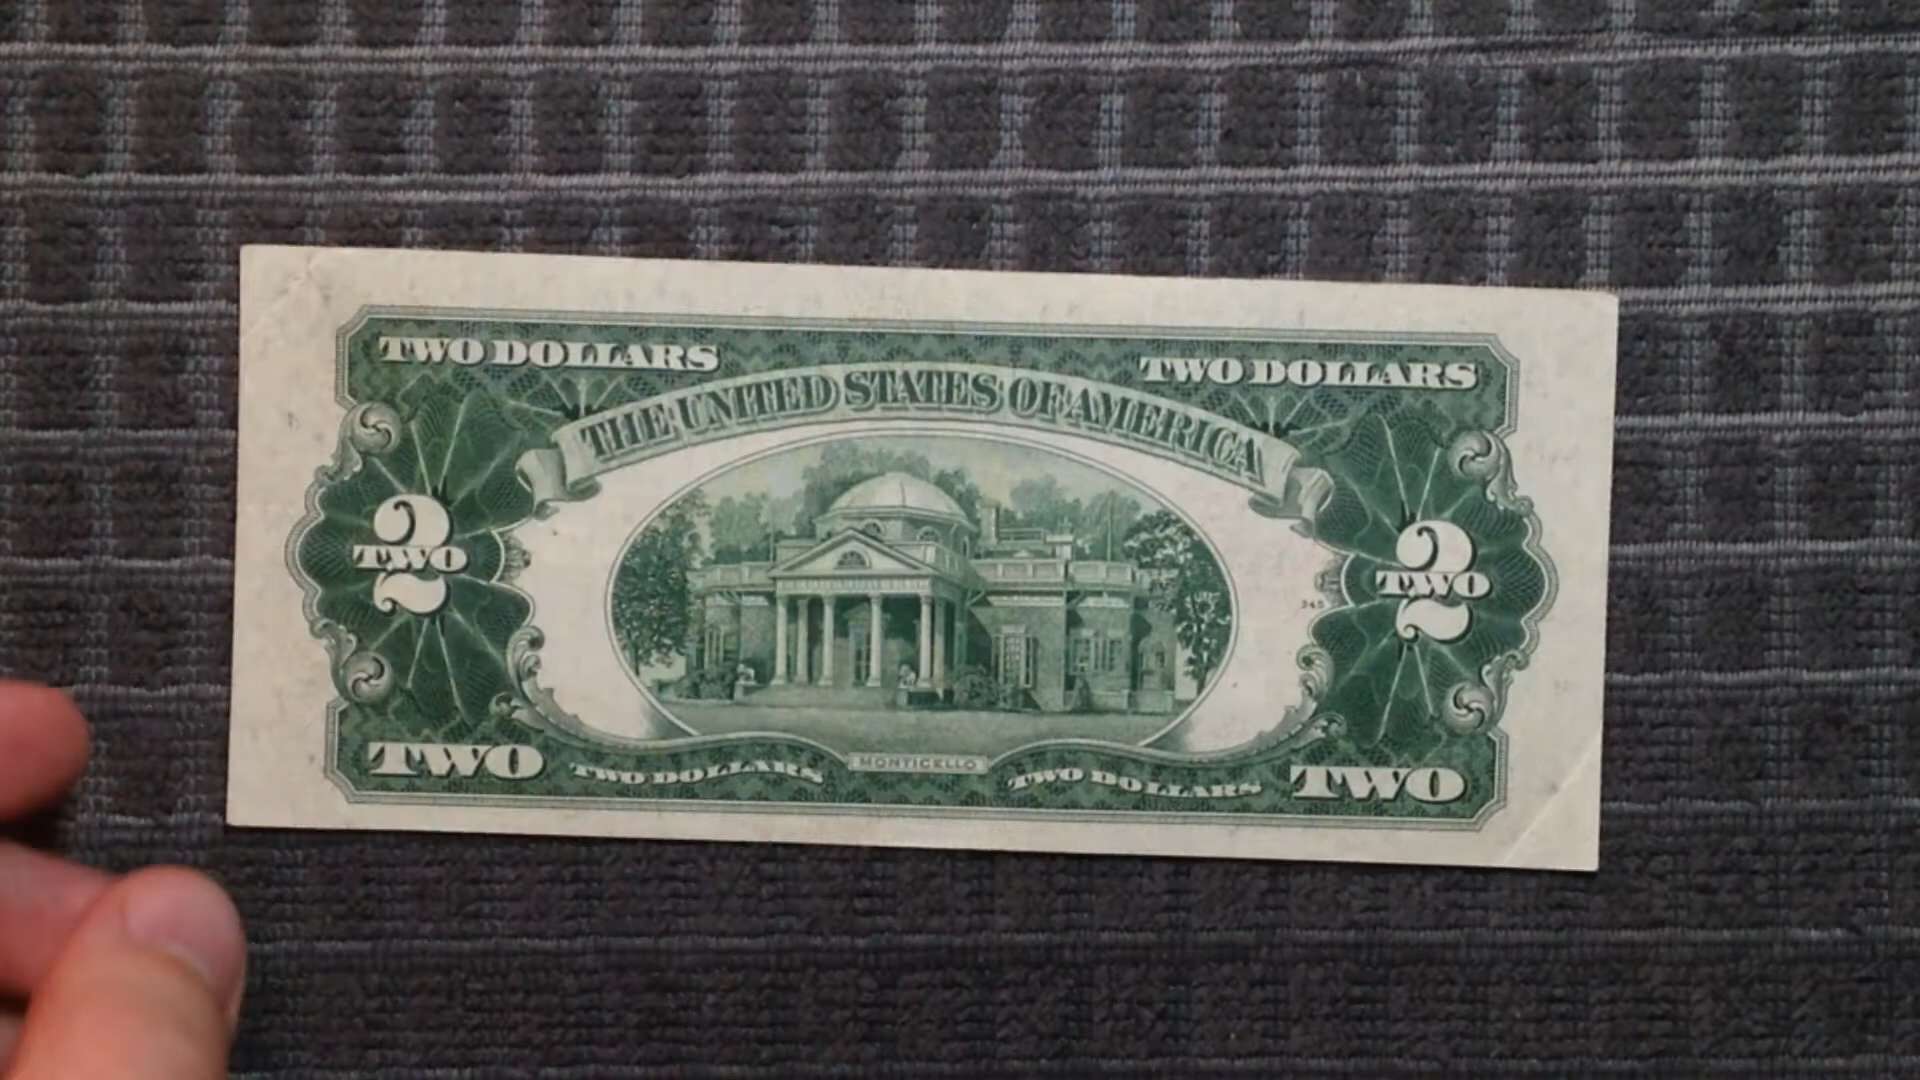 TWO DOLLARS
TWO DOLLARS
THE UNITED STATES OF AMERICA
2
TWO
2
TWO
TWO
TWO DOLLARS
MONTICELLO
TWO DOLLARS
TWO